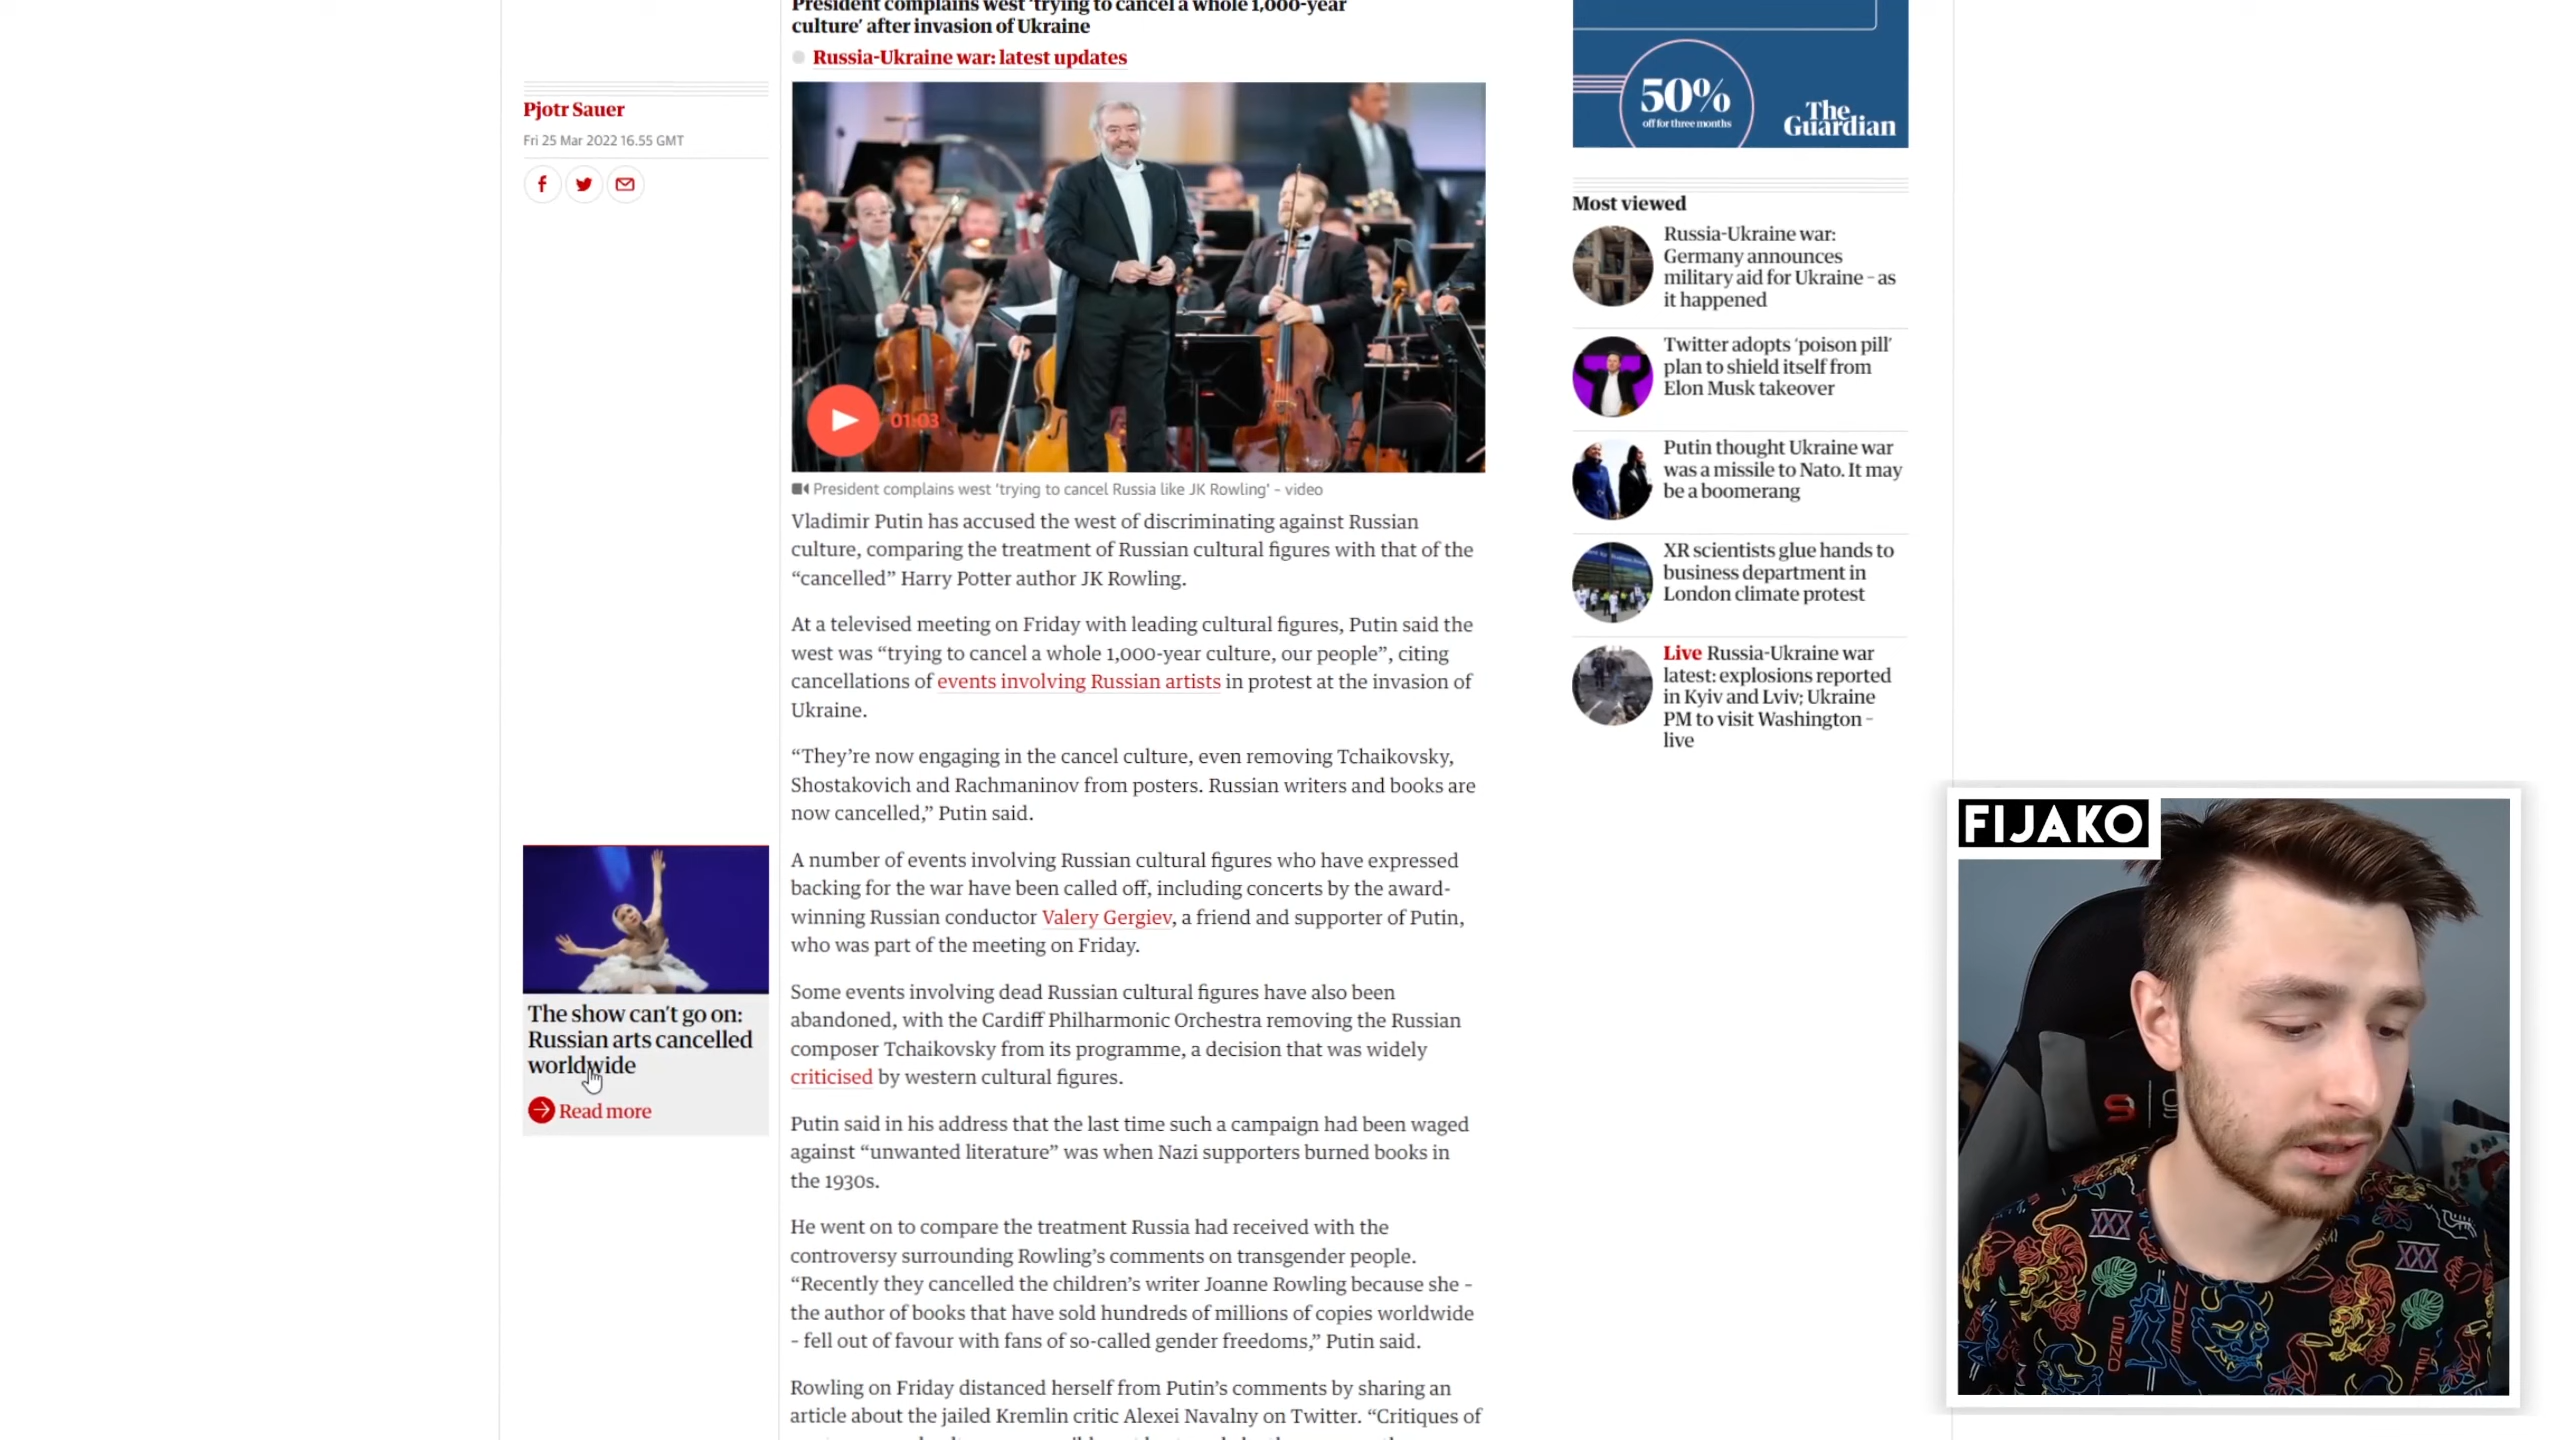 President complains west ‘trying to cancel a whole 1,000-year
culture’ after invasion of Ukraine
Russia-Ukraine war: latest updates
Pjotr Sauer
Fri 25 Mar 2022 16.55 GMT
01:03
President complains west ‘trying to cancel Russia like JK Rowling’ – video
Vladimir Putin has accused the west of discriminating against Russian
culture, comparing the treatment of Russian cultural figures with that of the
“cancelled” Harry Potter author JK Rowling.
At a televised meeting on Friday with leading cultural figures, Putin said the
west was “trying to cancel a whole 1,000-year culture, our people”, citing
cancellations of events involving Russian artists in protest at the invasion of
Ukraine.
“They’re now engaging in the cancel culture, even removing Tchaikovsky,
Shostakovich and Rachmaninov from posters. Russian writers and books are
now cancelled,” Putin said.
A number of events involving Russian cultural figures who have expressed
backing for the war have been called off, including concerts by the award-
winning Russian conductor Valery Gergiev, a friend and supporter of Putin,
who was part of the meeting on Friday.
The show can’t go on:
Russian arts cancelled
worldwide
Read more
Some events involving dead Russian cultural figures have also been
abandoned, with the Cardiff Philharmonic Orchestra removing the Russian
composer Tchaikovsky from its programme, a decision that was widely
criticised by western cultural figures.
Putin said in his address that the last time such a campaign had been waged
against “unwanted literature” was when Nazi supporters burned books in
the 1930s.
He went on to compare the treatment Russia had received with the
controversy surrounding Rowling’s comments on transgender people.
“Recently they cancelled the children’s writer Joanne Rowling because she –
the author of books that have sold hundreds of millions of copies worldwide
– fell out of favour with fans of so-called gender freedoms,” Putin said.
Rowling on Friday distanced herself from Putin’s comments by sharing an
article about the jailed Kremlin critic Alexei Navalny on Twitter. “Critiques of
50%
off for three months
The
Guardian
Most viewed
Russia-Ukraine war:
Germany announces
military aid for Ukraine – as
it happened
Twitter adopts ‘poison pill’
plan to shield itself from
Elon Musk takeover
Putin thought Ukraine war
was a missile to Nato. It may
be a boomerang
XR scientists glue hands to
business department in
London climate protest
Live Russia-Ukraine war
latest: explosions reported
in Kyiv and Lviv; Ukraine
PM to visit Washington –
live
FIJAKO
XXX
XXX
SEND
NUDES